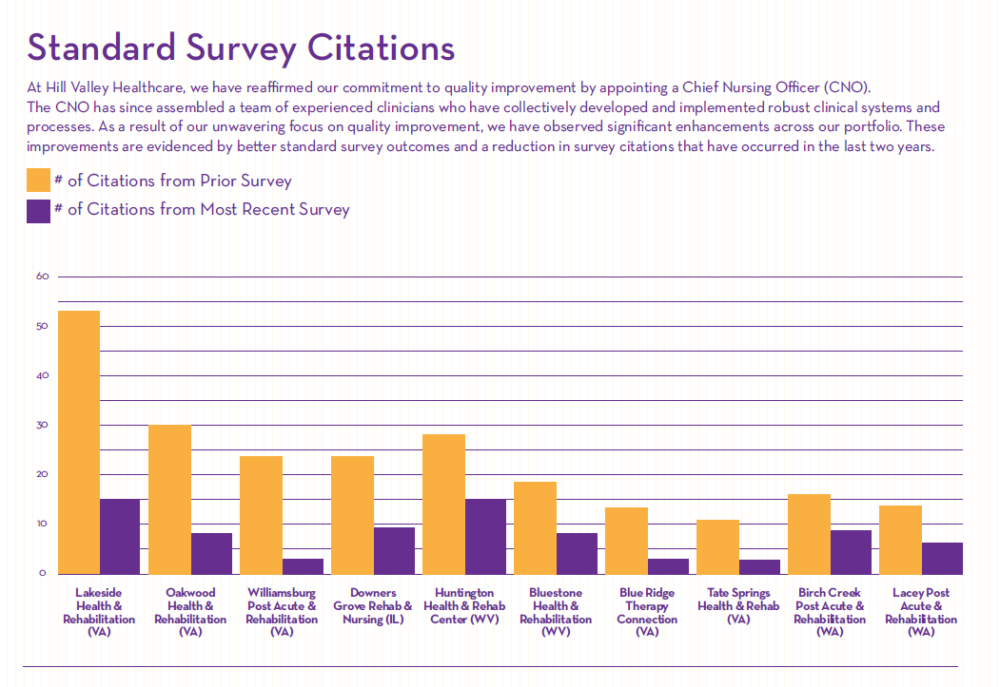 Standard Survey Citations
At Hill Valley Healthcare, we have reaffirmed our commitment to quality improvement by appointing a Chief Nursing Officer (CNO).
The CNO has since assembled a team of experienced clinicians who have collectively developed and implemented robust clinical systems and
processes. As a result of our unwavering focus on quality improvement, we have observed significant enhancements across our portfolio. These
improvements are evidenced by better standard survey outcomes and a reduction in survey citations that have occurred in the last two years.
# of Citations from Prior Survey
# of Citations from Most Recent Survey
60
50
40
30
20
10
0
Lakeside
Health &
Rehabilitation
(VA)
Oakwood
Health &
Rehabilitation
(VA)
Williamsburg
Post Acute &
Rehabilitation
(VA)
Downers
Grove Rehab &
Nursing (IL)
Huntington
Health & Rehab
Center (WV)
Bluestone
Health &
Rehabilitation
(WV)
Blue Ridge
Therapy
Connection
(VA)
Tate Springs
Health & Rehab
(VA)
Birch Creek
Post Acute &
Rehabilitation
(WA)
Lacey Post
Acute &
Rehabilitation
(WA)